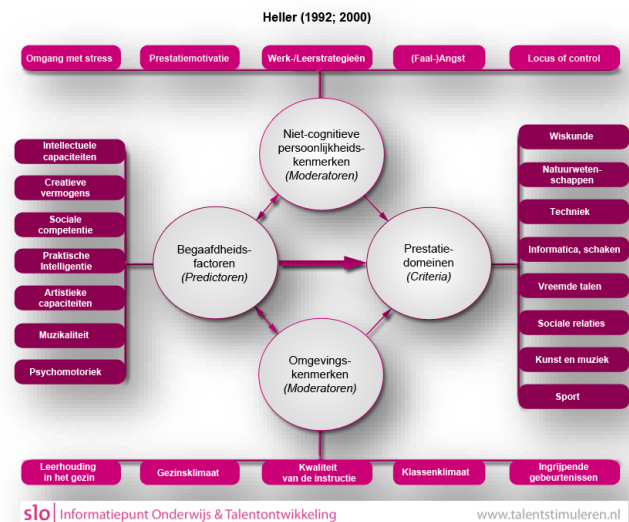 Heller (1992; 2000)
Omgang met stress
Prestatiemotivatie
Werk-/Leerstrategieën
(Faal-)Angst
Locus of control
Niet-cognitieve
persoonlijkheids-
kenmerken
(Moderatoren)
Intellectuele
capaciteiten
Creatieve
vermogens
Sociale
competentie
Praktische
Intelligentie
Artistieke
capaciteiten
Muzikaliteit
Psychomotoriek
Begaafdheids-
factoren
(Predictoren)
Prestatie-
domeinen
(Criteria)
Wiskunde
Natuurweten-
schappen
Techniek
Informatica, schaken
Vreemde talen
Sociale relaties
Kunst en muziek
Sport
Omgevings-
kenmerken
(Moderatoren)
Leerhouding
in het gezin
Gezinsklimaat
Kwaliteit
van de instructie
Klassenklimaat
Ingrijpende
gebeurtenissen
slo | Informatiepunt Onderwijs & Talentontwikkeling
www.talentstimuleren.nl